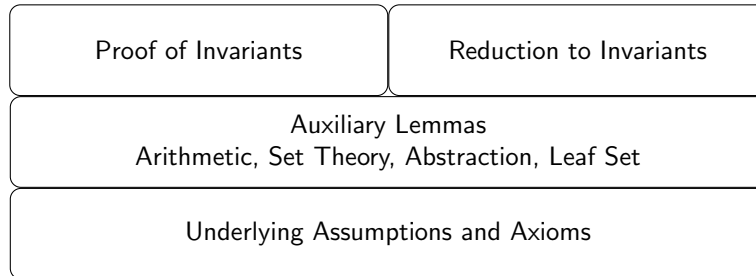 Proof of Invariants
Reduction to Invariants
Auxiliary Lemmas
Arithmetic, Set Theory, Abstraction, Leaf Set
Underlying Assumptions and Axioms